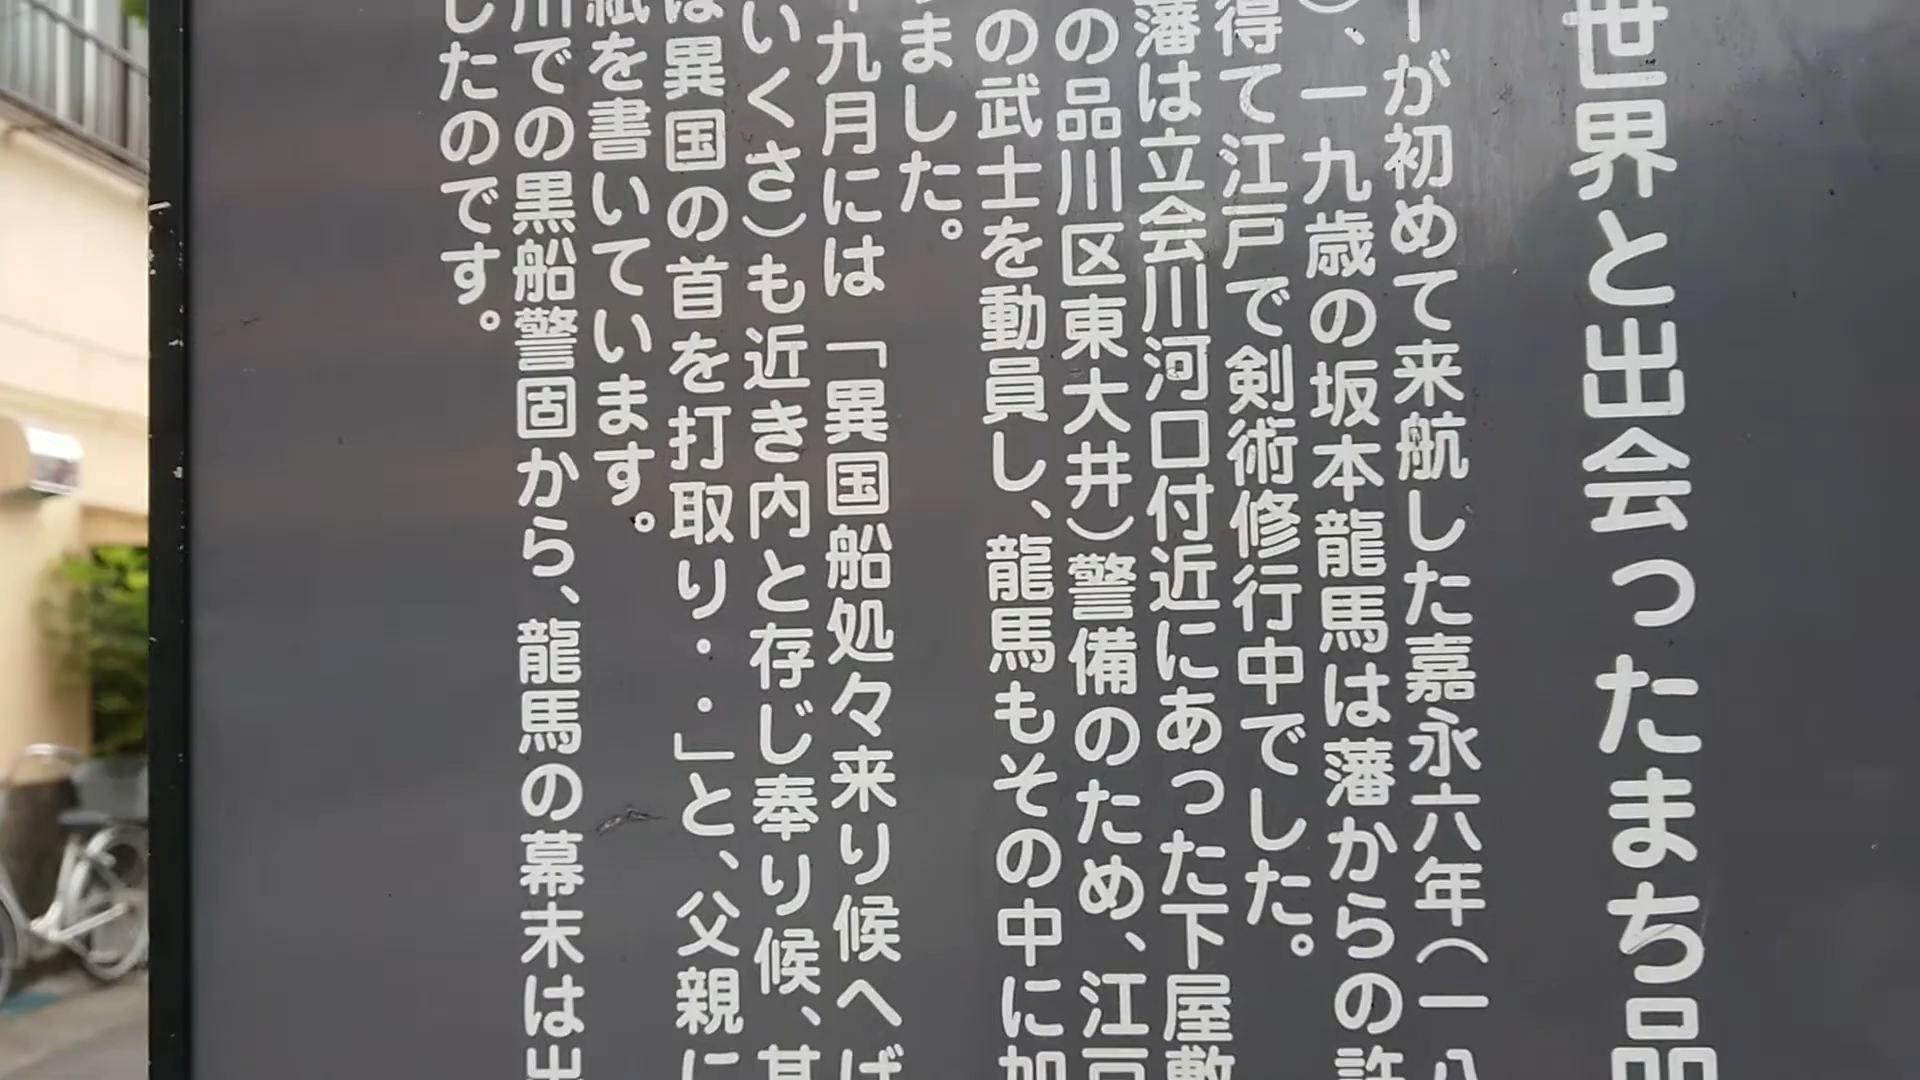 世界と出会ったまち品
ーが初めて来航した嘉永六年（一八
）、一九歳の坂本龍馬は藩からの許
得て江戸で剣術修行中でした。
藩は立会川河口付近にあった下屋敷
の品川区東大井）警備のため、江戸
の武士を動員し、龍馬もその中に加
ました。
九月には「異国船処々来り候へば
いくさ）も近き内と存じ奉り候、其
は異国の首を打取り・・」と、父親に
紙を書いています。
川での黒船警固から、龍馬の幕末は出
したのです。